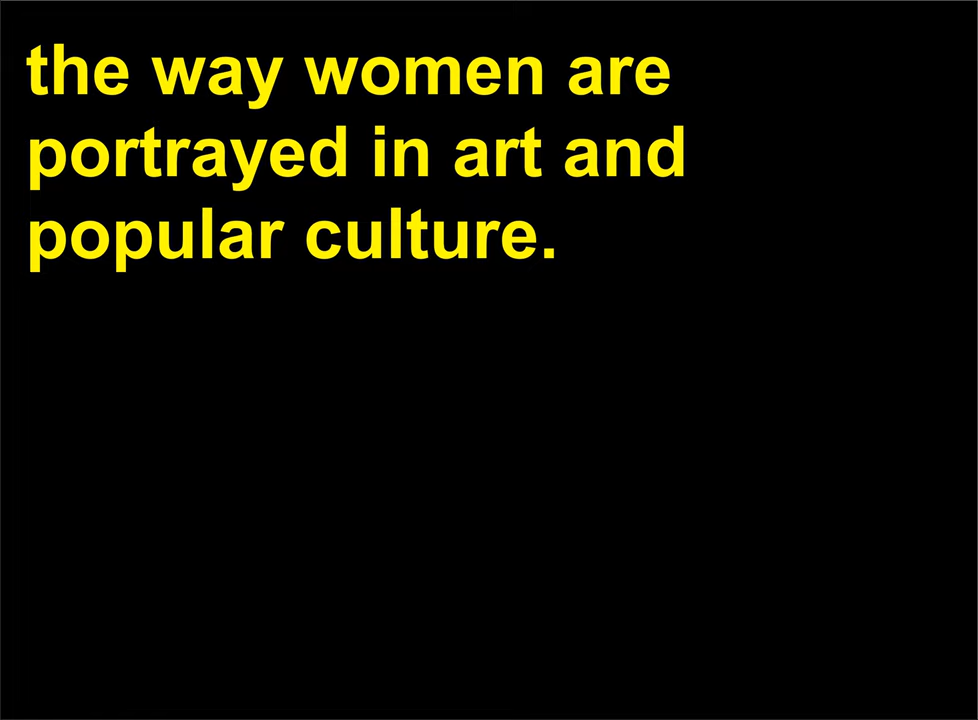 the way women are
portrayed in art and
popular culture.